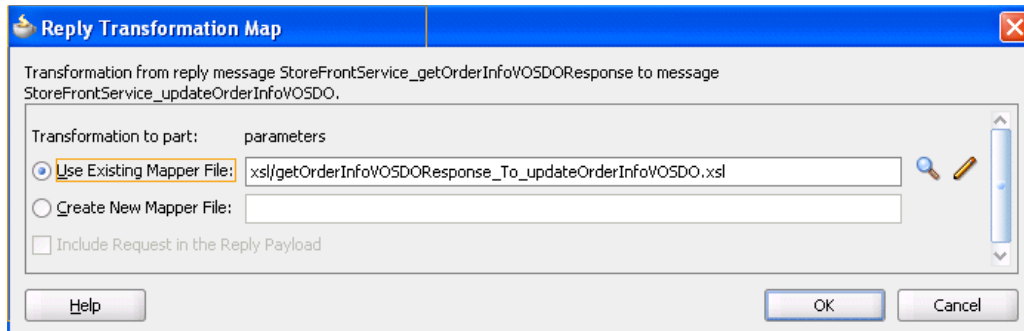 Reply Transformation Map
Transformation from reply message StoreFrontService_getOrderInfoVOSDOResponse to message
StoreFrontService_updateOrderInfoVOSDO.
Transformation to part: parameters
Use Existing Mapper File: xsl/getOrderInfoVOSDOResponse_To_updateOrderInfoVOSDO.xsl
Create New Mapper File:
Include Request in the Reply Payload
Help OK Cancel